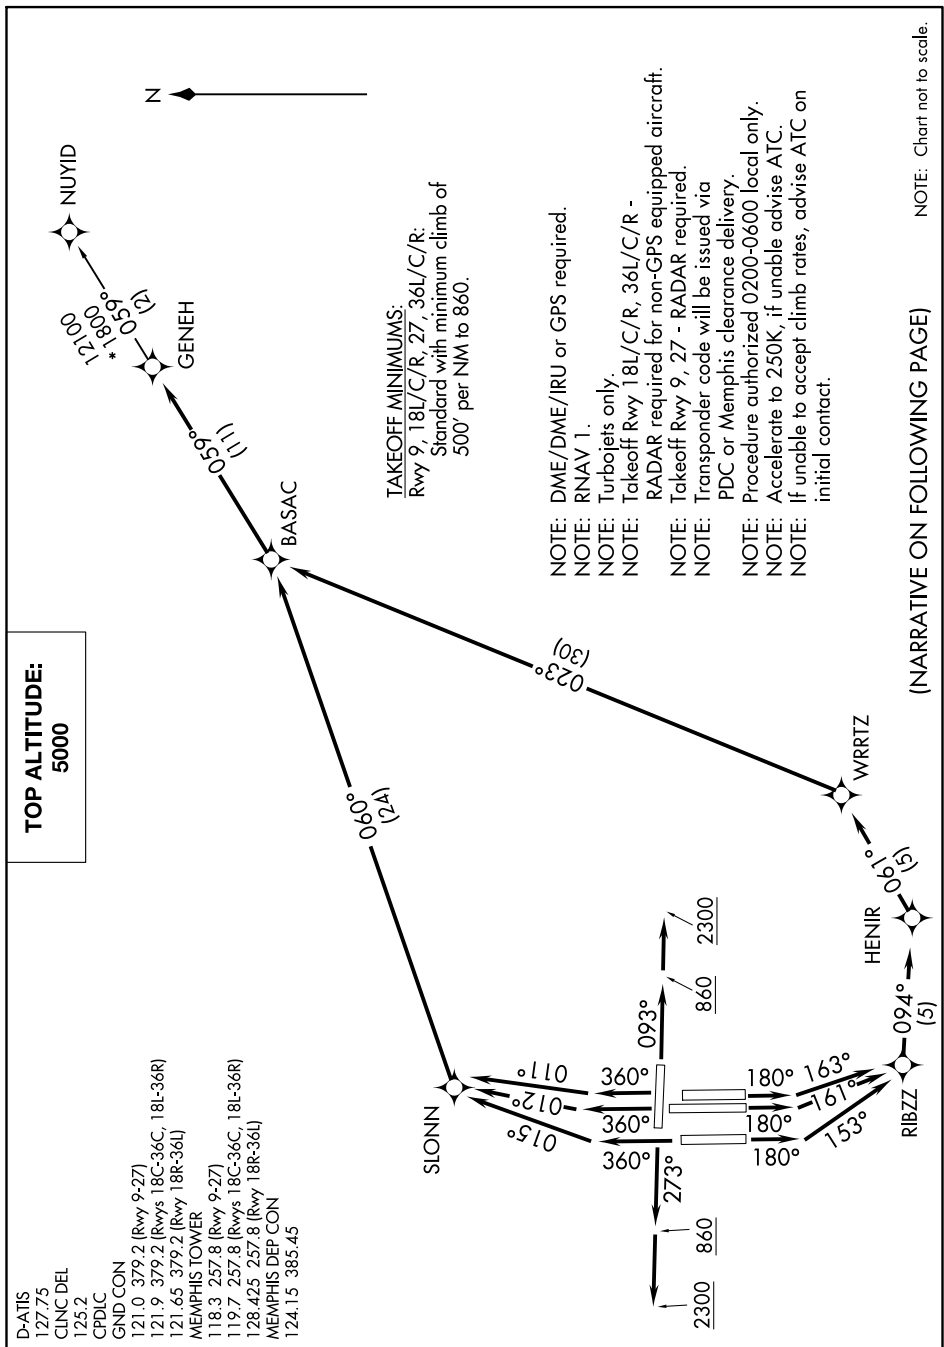 D-ATIS
127.75
CLNC DEL
125.2
CPDLC
GND CON
121.0 379.2 (Rwy 9-27)
121.9 379.2 (Rwys 18C-36C, 18L-36R)
121.65 379.2 (Rwy 18R-36L)
MEMPHIS TOWER
118.3 257.8 (Rwy 9-27)
119.7 257.8 (Rwys 18C-36C, 18L-36R)
128.425 257.8 (Rwy 18R-36L)
MEMPHIS DEP CON
124.15 385.45
TOP ALTITUDE:
5000
N
NUYID
12100
*1800
059°
(2)
GENEH
059°
(11)
BASAC
060°
(24)
SLONN
023°
(30)
WRRTZ
061°
(5)
HENIR
094°
(5)
RIBZZ
015°
012°
011°
360°
360°
360°
093°
860
2300
273°
860
2300
180°
180°
180°
153°
161°
163°
TAKEOFF MINIMUMS:
Rwy 9, 18L/C/R, 27, 36L/C/R:
Standard with minimum climb of
500' per NM to 860.
NOTE: DME/DME/IRU or GPS required.
NOTE: RNAV 1.
NOTE: Turbojets only.
NOTE: Takeoff Rwy 18L/C/R, 36L/C/R -
RADAR required for non-GPS equipped aircraft.
NOTE: Takeoff Rwy 9, 27 - RADAR required.
NOTE: Transponder code will be issued via
PDC or Memphis clearance delivery.
NOTE: Procedure authorized 0200-0600 local only.
NOTE: Accelerate to 250K, if unable advise ATC.
NOTE: If unable to accept climb rates, advise ATC on
initial contact.
(NARRATIVE ON FOLLOWING PAGE)
NOTE: Chart not to scale.